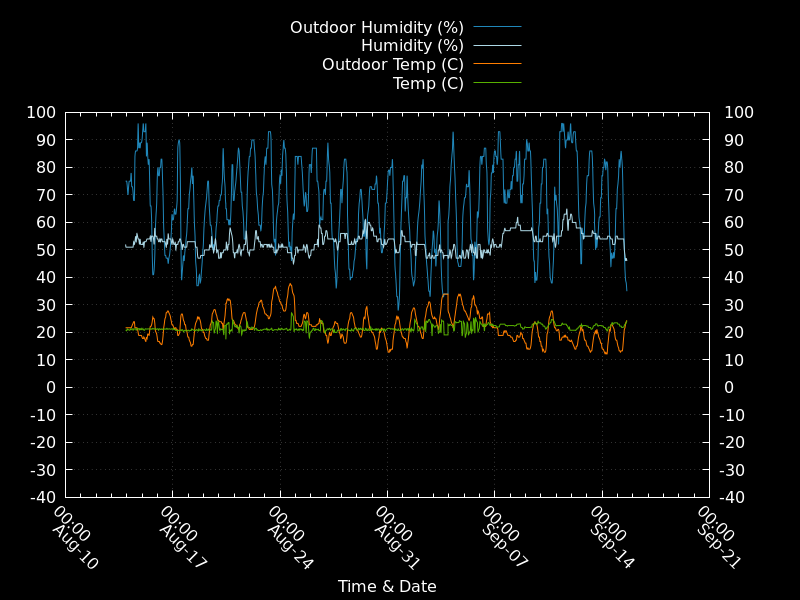 Outdoor Humidity (%)
Humidity (%)
Outdoor Temp (C)
Temp (C)
100 100
90 90
80 80
70 70
60 60
50 50
40 40
30 30
20 20
10 10
0 0
-10 -10
-20 -20
-30 -30
-40 -40
00:00 00:00 00:00 00:00 00:00 00:00 00:00
Aug-10 Aug-17 Aug-24 Aug-31 Sep-07 Sep-14 Sep-21
Time & Date